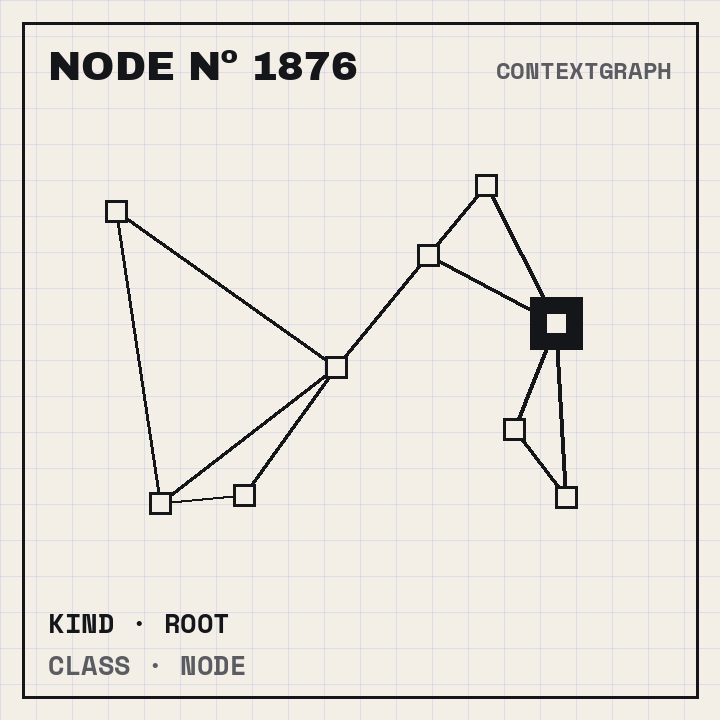 NODE Nº 1876
CONTEXTGRAPH
KIND · ROOT
CLASS · NODE